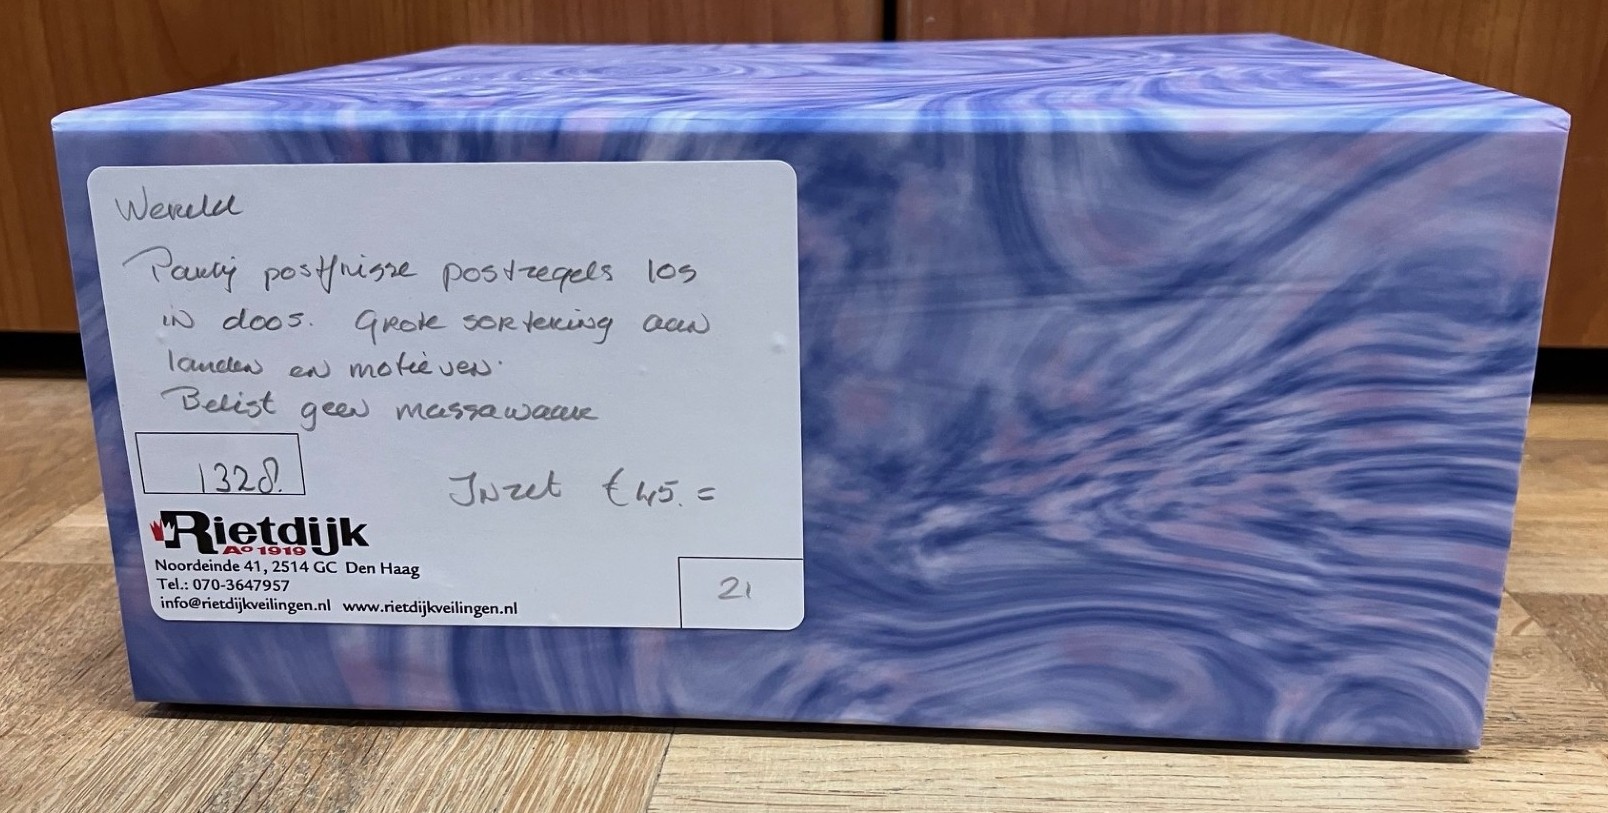 Wereld
Partij postfrisse postzegels los
in doos. Grote sortering aan
landen en motieven.
Belist geen massawaar
1328.
Inzet €45.=
Rietdijk
Aº 1919
Noordeinde 41, 2514 GC Den Haag
Tel.: 070-3647957
info@rietdijkveilingen.nl www.rietdijkveilingen.nl
21